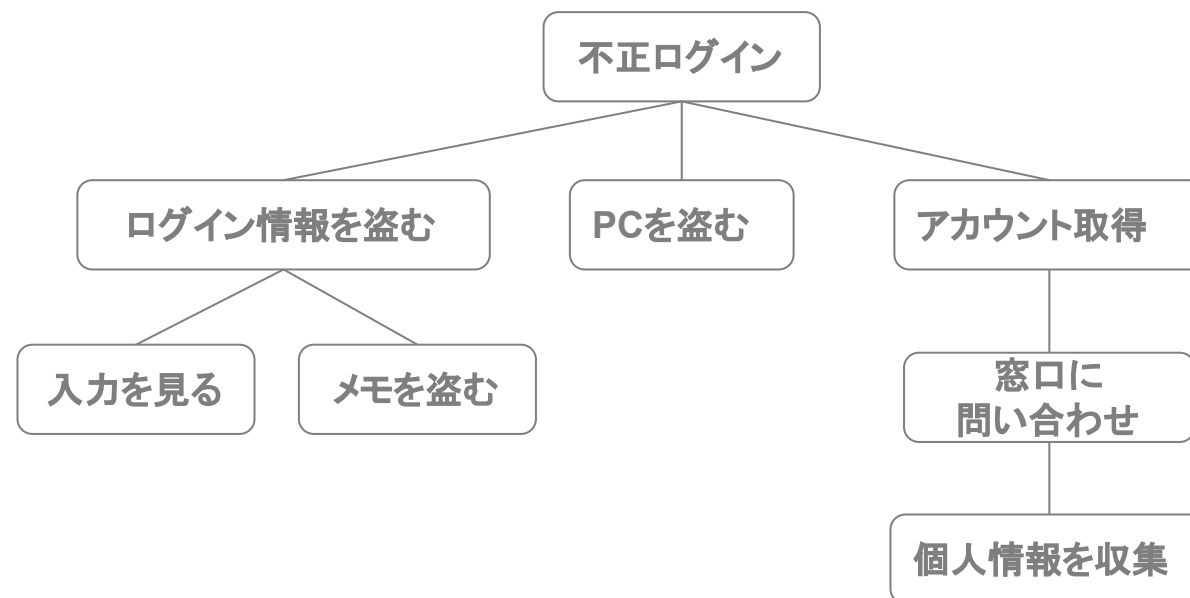 不正ログイン
ログイン情報を盗む
PCを盗む
アカウント取得
入力を見る
メモを盗む
窓口に
問い合わせ
個人情報を収集